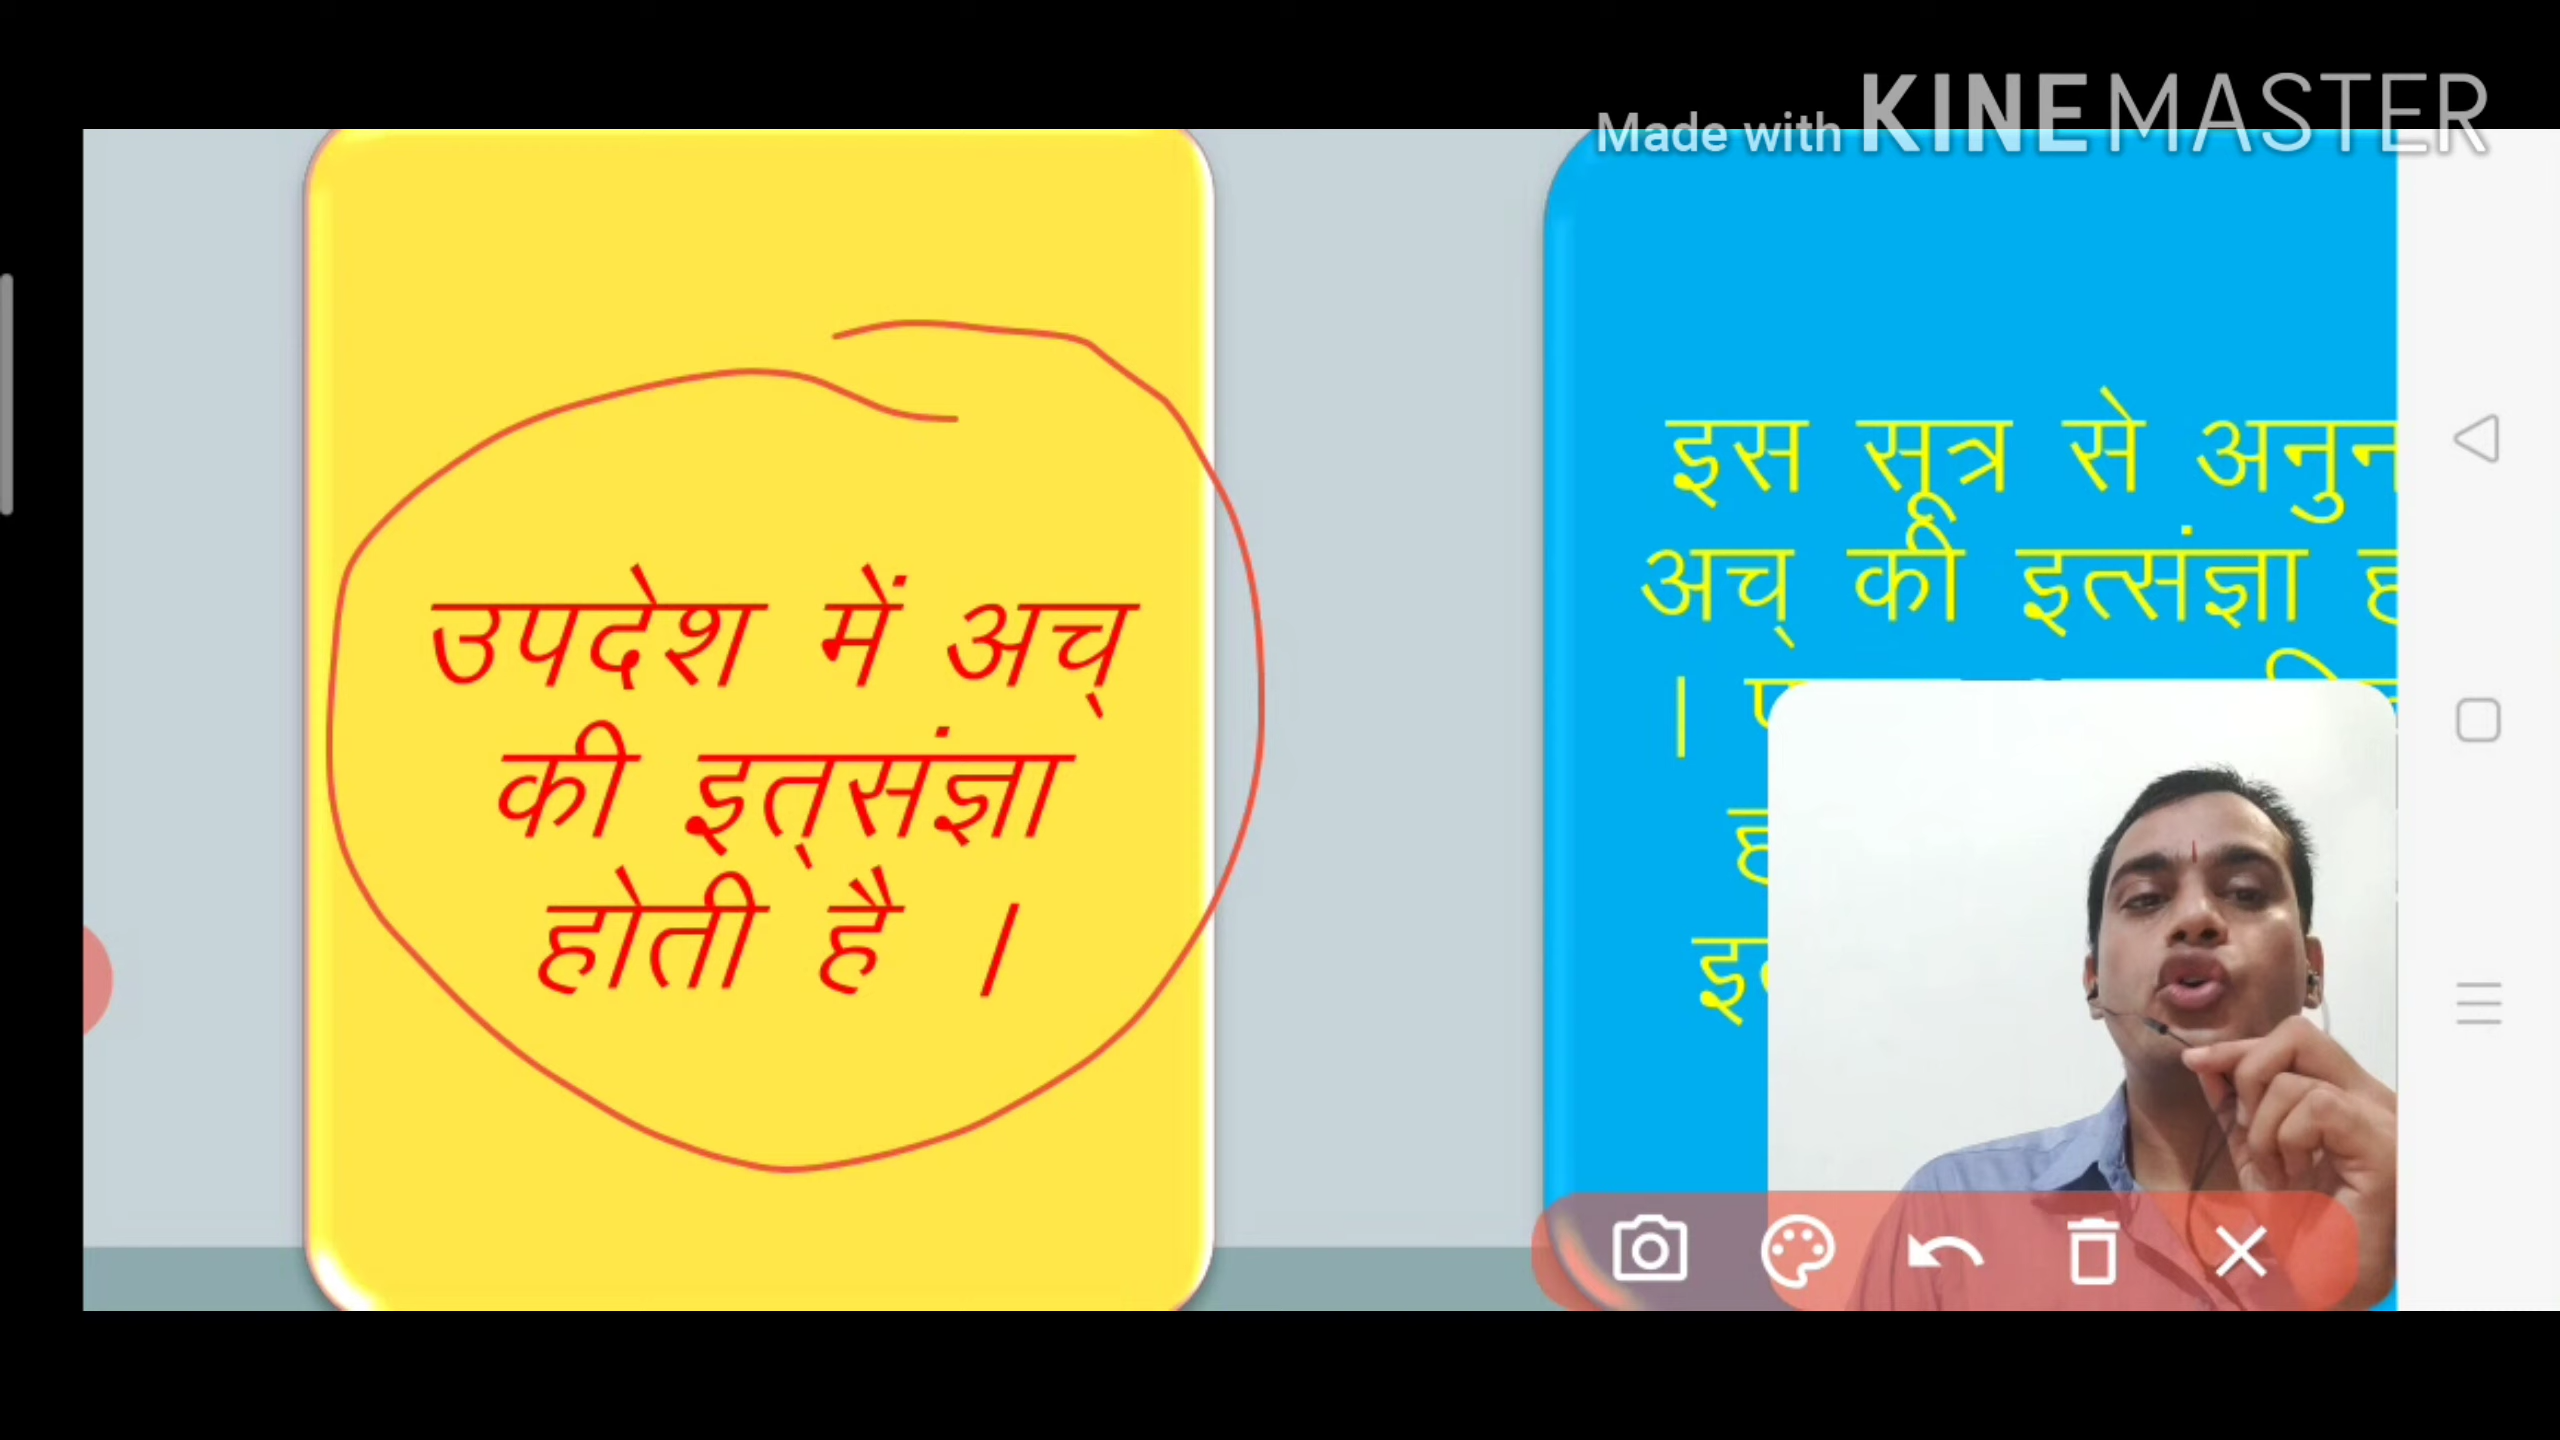 Made with KINEMASTER
उपदेश में अच्
की इत्संज्ञा
होती है ।
इस सूत्र से
अच् की इत्संज्ञा
।